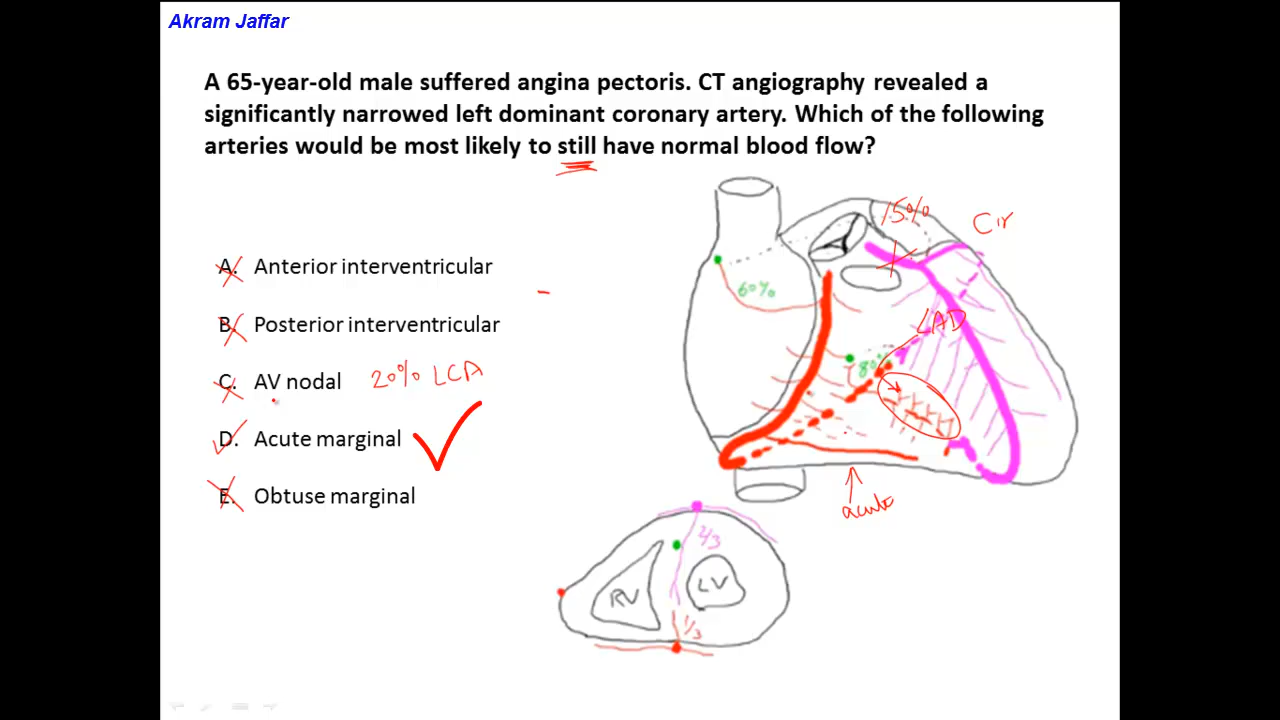 Akram Jaffar
A 65-year-old male suffered angina pectoris. CT angiography revealed a
significantly narrowed left dominant coronary artery. Which of the following
arteries would be most likely to still have normal blood flow?
A. Anterior interventricular
B. Posterior interventricular
C. AV nodal 20% LCA
D. Acute marginal
E. Obtuse marginal
15%
Cir
60%
LAD
80%
acute
2/3
RV
LV
1/3